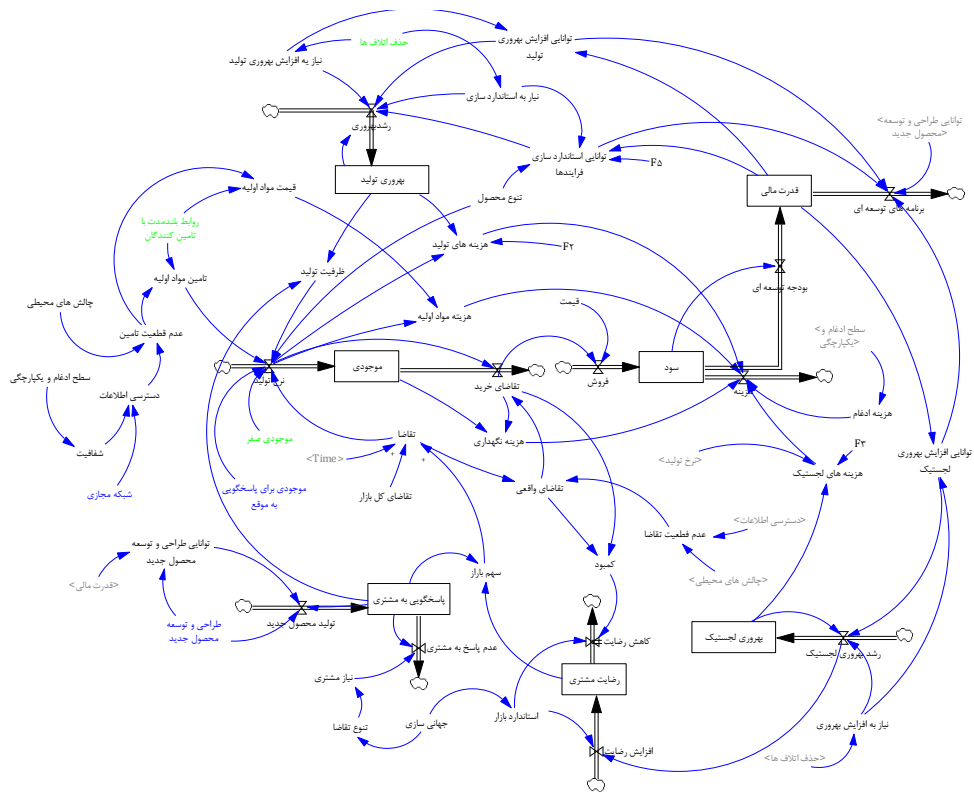 توانایی افزایش بهروری
تولید
حذف اتلاف ها
نیاز به افزایش بهروری تولید
نیار به استاندارد سازی
رشدبهروری
<توانایی طراحی و توسعه
محصول جدید>
توانایی استاندارد سازی
فرایندها
F۵
بهروری تولید
قدرت مالی
قیمت مواد اولیه
تنوع محصول
برنامه های توسعه ای
روابط بلندمدت با
تامین کنندگان
هزینه های تولید
F۲
ظرفیت تولید
تامین مواد اولیه
بودجه توسعه ای
چالش های محیطی
قیمت
هزینه مواد اولیه
عدم قطعیت تامین
<سطح ادغام و
یکپارچگی>
موجودی
سود
فروش
نرخ تولید
تقاضای خرید
هزینه
سطح ادغام و یکپارچگی
دسترسی اطلاعات
هزینه ادغام
موجودی صفر
تقاضا
هزینه نگهداری
F۳
شفافیت
<Time>
<نرخ تولید>
توانایی افزایش بهروری
لجستیک
هزینه های لجستیک
شبکه مجازی
موجودی برای پاسخگویی
به موقع
تقاضای کل بازار
تقاضای واقعی
<دسترسی اطلاعات>
عدم قطعیت تقاضا
توانایی طراحی و توسعه
محصول جدید
کمبود
سهم باراز
<قدرت مالی>
<چالش های محیطی>
پاسخگویی به مشتری
تولید محصول جدید
طراحی و توسعه
محصول جدید
بهروری لجستیک
کاهش رضایت
عدم پاسخ به مشتری
رشد بهروری لجستیک
نیاز مشتری
رضایت مشتری
استاندارد بازار
جهانی سازی
تنوع تقاضا
نیاز به افزایش بهروری
افزایش رضایت
<حذف اتلاف ها>